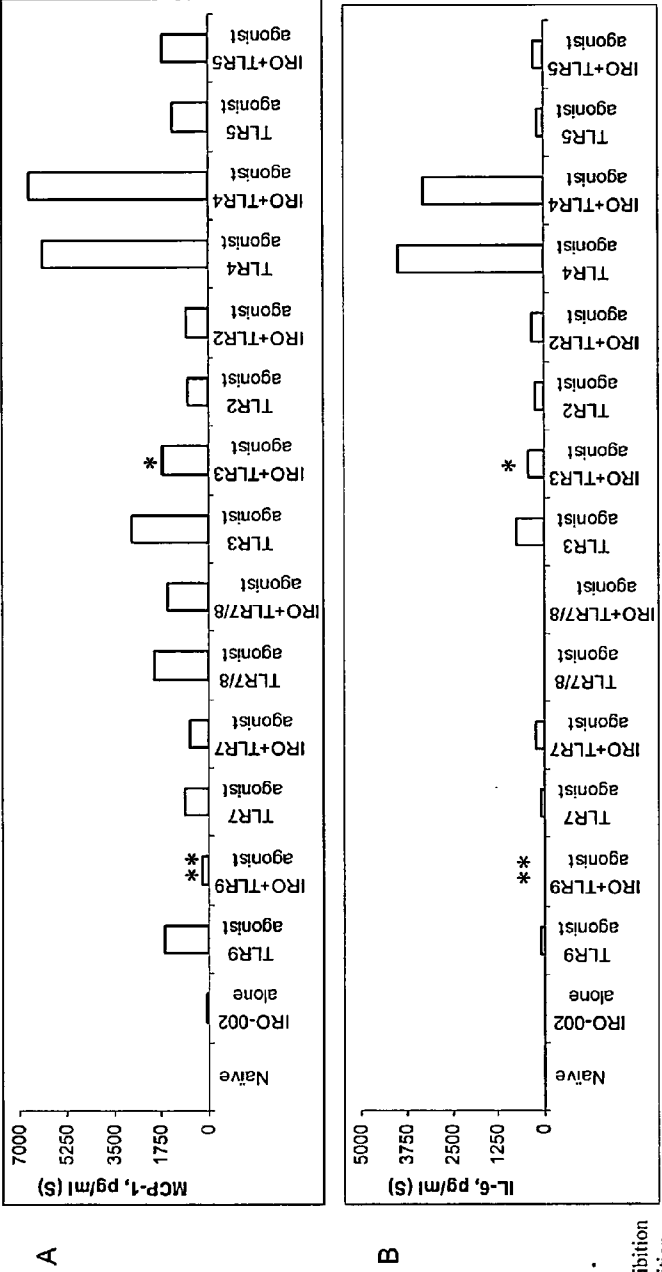 A
MCP-1, pg/ml (S)
7000
5250
3500
1750
0
Naïve
IRO-002
alone
TLR9
agonist
IRO+TLR9
agonist
**
TLR7
agonist
IRO+TLR7
agonist
TLR7/8
agonist
IRO+TLR7/8
agonist
TLR3
agonist
IRO+TLR3
agonist
*
TLR2
agonist
IRO+TLR2
agonist
TLR4
agonist
IRO+TLR4
agonist
TLR5
agonist
IRO+TLR5
agonist
B
IL-6, pg/ml (S)
5000
3750
2500
1250
0
Naïve
IRO-002
alone
TLR9
agonist
IRO+TLR9
agonist
**
TLR7
agonist
IRO+TLR7
agonist
TLR7/8
agonist
IRO+TLR7/8
agonist
TLR3
agonist
IRO+TLR3
agonist
*
TLR2
agonist
IRO+TLR2
agonist
TLR4
agonist
IRO+TLR4
agonist
TLR5
agonist
IRO+TLR5
agonist
ibition